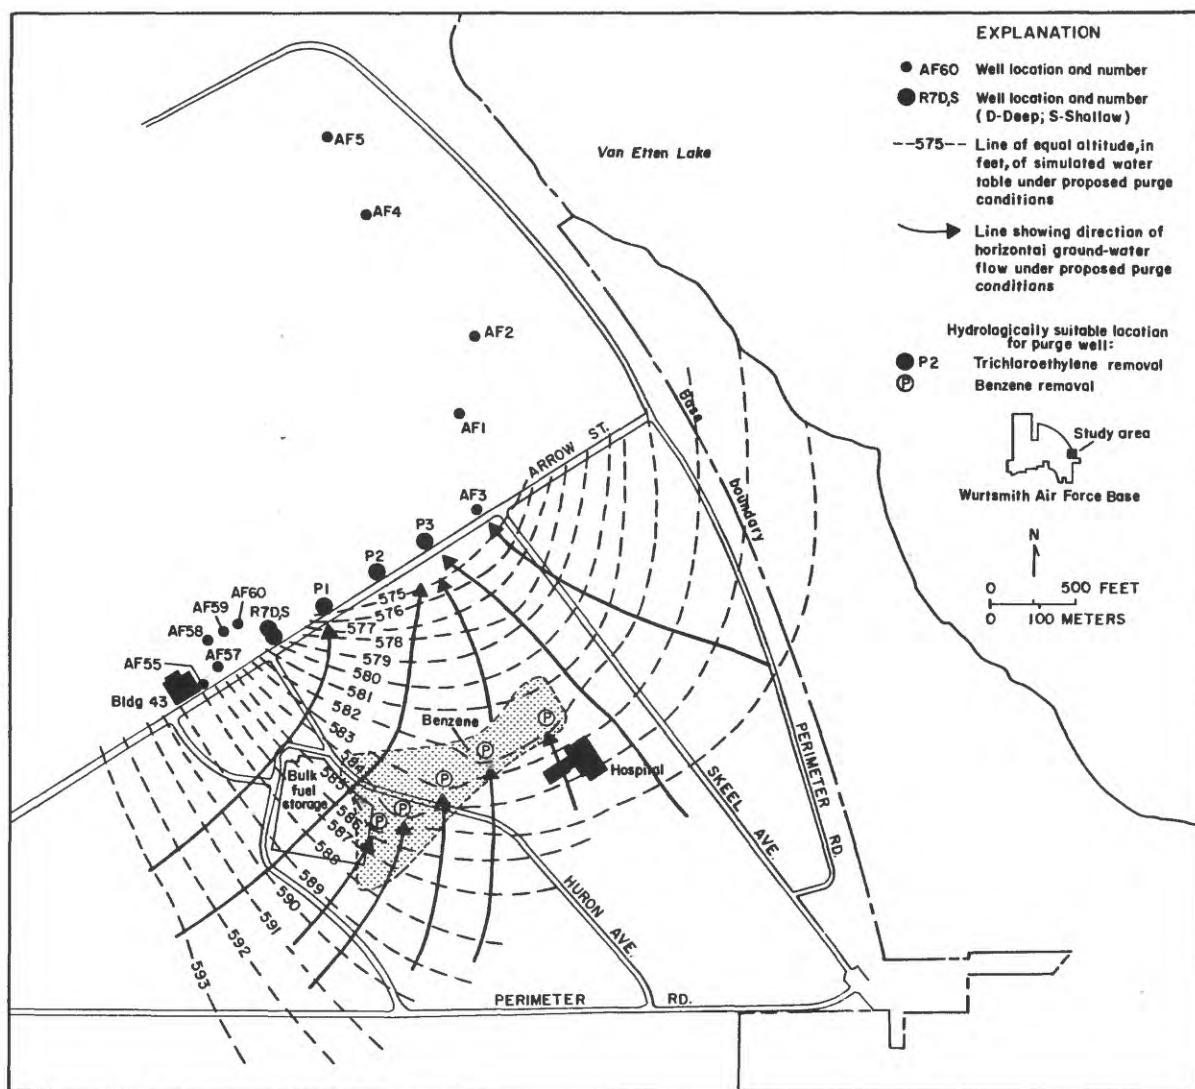 EXPLANATION
AF60 Well location and number
R7D,S Well location and number
(D-Deep; S-Shallow)
--575-- Line of equal altitude, in
feet, of simulated water
table under proposed purge
conditions
Line showing direction of
horizontal ground-water
flow under proposed purge
conditions
Hydrologically suitable location
for purge well:
P2 Trichloroethylene removal
P Benzene removal
Study area
Wurtsmith Air Force Base
N
0 500 FEET
0 100 METERS
Van Etten Lake
AF5
AF4
AF2
AF1
Base
boundary
ARROW ST.
AF3
P3
P2
P1
AF60
AF59
R7D,S
AF58
AF57
AF55
Bldg 43
575
576
577
578
579
580
581
582
583
584
585
586
587
588
589
590
591
592
593
Benzene
P
P
P
P
P
Hospital
Bulk
fuel
storage
SKEEL AVE.
PERIMETER RD.
HURON AVE.
PERIMETER RD.